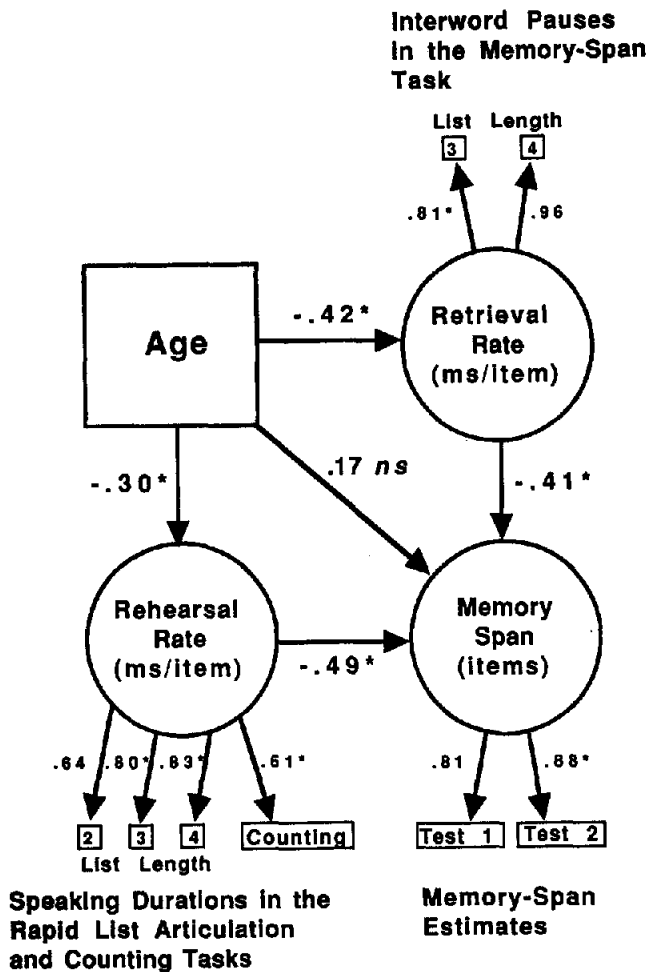 Interword Pauses
in the Memory-Span
Task
List Length
3 4
.81* .96
Age
-.42*
Retrieval
Rate
(ms/item)
-.30*
.17 ns
-.41*
Rehearsal
Rate
(ms/item)
-.49*
Memory
Span
(items)
.64 .80* .83* .61*
.81 .88*
2 3 4 Counting
Test 1 Test 2
List Length
Speaking Durations in the
Rapid List Articulation
and Counting Tasks
Memory-Span
Estimates